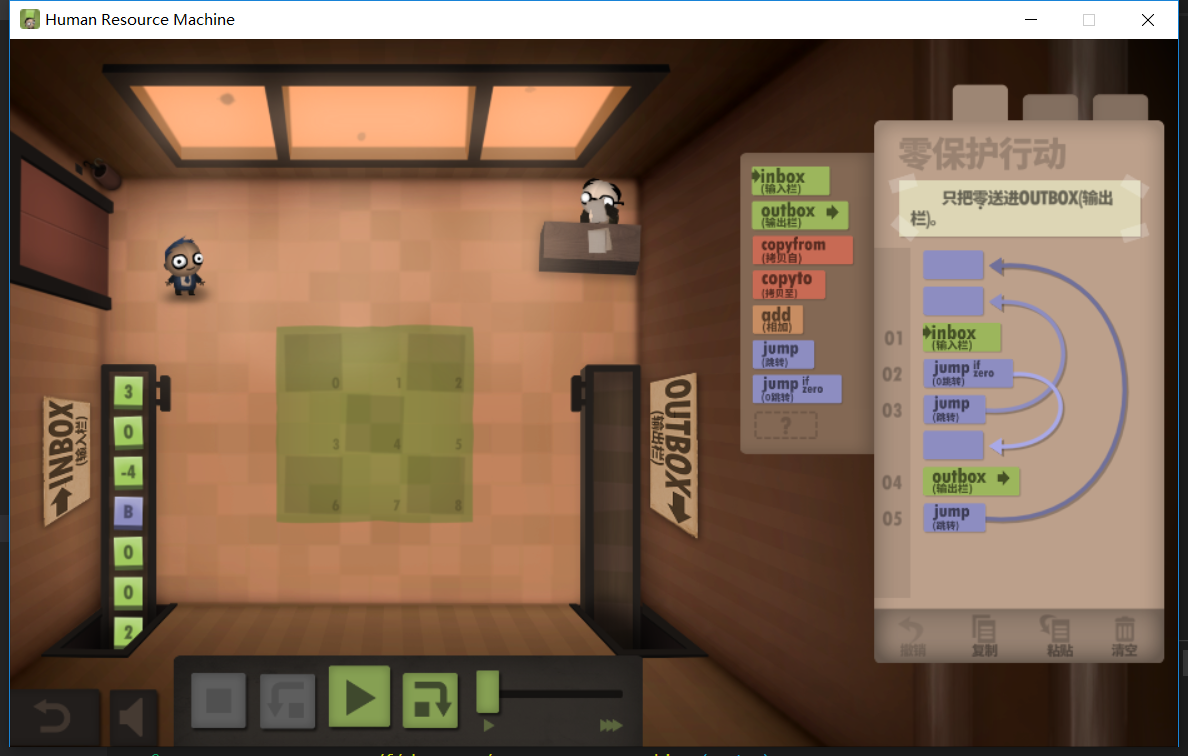 Human Resource Machine
零保护行动
只把零送进OUTBOX(输出
栏)。
inbox
(输入栏)
outbox
(输出栏)
copyfrom
(拷贝自)
copyto
(拷贝至)
add
(相加)
jump
(跳转)
jump if zero
(0跳转)
?
01 inbox
(输入栏)
02 jump if zero
(0跳转)
03 jump
(跳转)
04 outbox
(输出栏)
05 jump
(跳转)
撤销 复制 粘贴 清空
INBOX
(输入栏)
OUTBOX
(输出栏)
3
0
-4
B
0
0
2
0 1 2
3 4 5
6 7 8